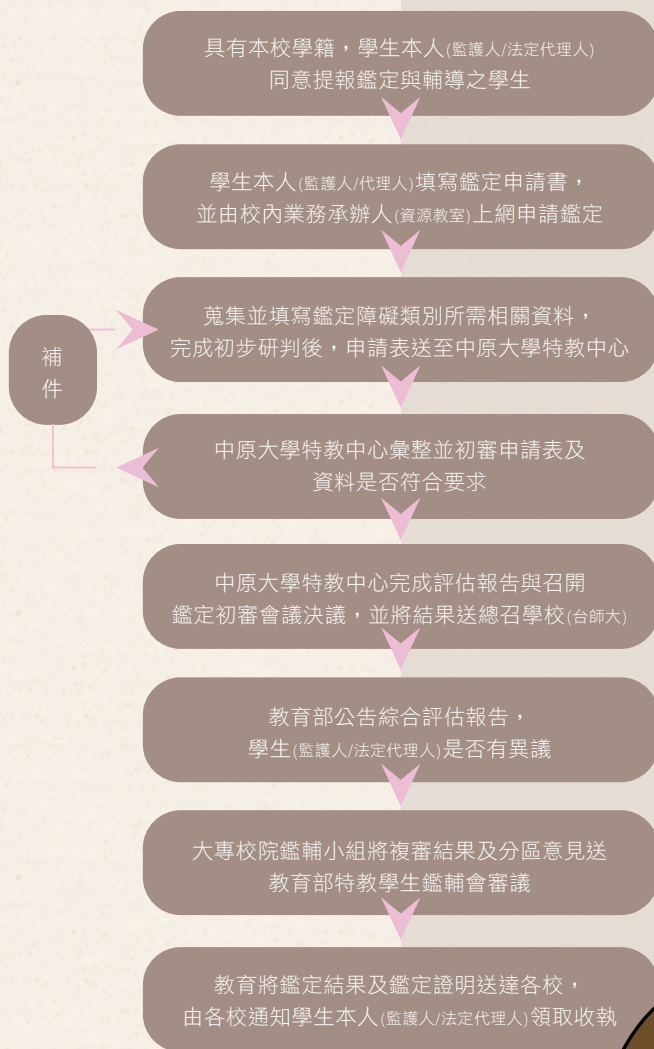 具有本校學籍，學生本人(監護人/法定代理人)
同意提報鑑定與輔導之學生
學生本人(監護人/代理人)填寫鑑定申請書，
並由校內業務承辦人(資源教室)上網申請鑑定
蒐集並填寫鑑定障礙類別所需相關資料，
完成初步研判後，申請表送至中原大學特教中心
補
件
中原大學特教中心彙整並初審申請表及
資料是否符合要求
中原大學特教中心完成評估報告與召開
鑑定初審會議決議，並將結果送總召學校(台師大)
教育部公告綜合評估報告，
學生(監護人/法定代理人)是否有異議
大專校院鑑輔小組將複審結果及分區意見送
教育部特教學生鑑輔會審議
教育將鑑定結果及鑑定證明送達各校，
由各校通知學生本人(監護人/法定代理人)領取收執